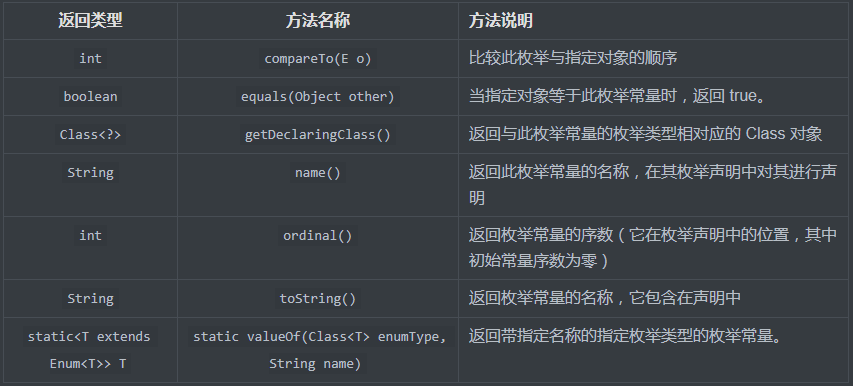 返回类型 方法名称 方法说明
int compareTo(E o) 比较此枚举与指定对象的顺序
boolean equals(Object other) 当指定对象等于此枚举常量时，返回 true。
Class<?> getDeclaringClass() 返回与此枚举常量的枚举类型相对应的 Class 对象
String name() 返回此枚举常量的名称，在其枚举声明中对其进行声
明
int ordinal() 返回枚举常量的序数（它在枚举声明中的位置，其中
初始常量序数为零）
String toString() 返回枚举常量的名称，它包含在声明中
static<T extends static valueOf(Class<T> enumType, 返回带指定名称的指定枚举类型的枚举常量。
Enum<T>> T String name)